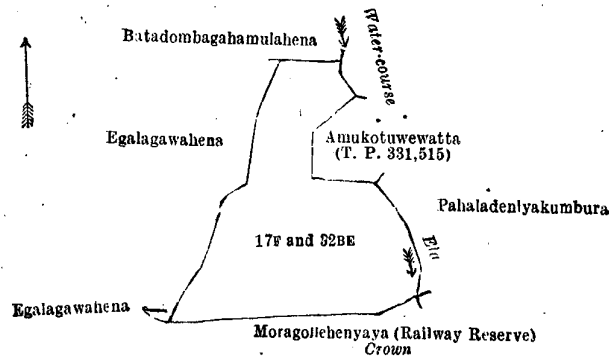 Batadombagahamulahena
Water-course
Egalagawahena
Amukotuwewatta
(T. P. 331,515)
Pahaladeniyakumbura
17F and 32BE
Ela
Egalagawahena
Moragollehenyaya (Railway Reserve)
Crown